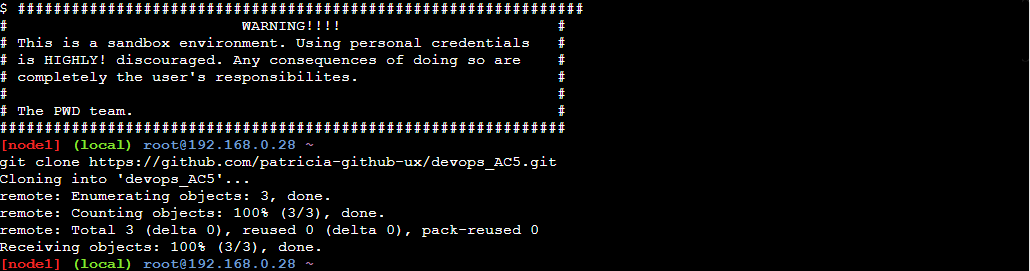 $ ###############################################################
#                          WARNING!!!!                        #
# This is a sandbox environment. Using personal credentials   #
# is HIGHLY! discouraged. Any consequences of doing so are    #
# completely the user's responsibilites.                      #
#                                                             #
# The PWD team.                                               #
###############################################################
[node1] (local) root@192.168.0.28 ~
git clone https://github.com/patricia-github-ux/devops_AC5.git
Cloning into 'devops_AC5'...
remote: Enumerating objects: 3, done.
remote: Counting objects: 100% (3/3), done.
remote: Total 3 (delta 0), reused 0 (delta 0), pack-reused 0
Receiving objects: 100% (3/3), done.
[node1] (local) root@192.168.0.28 ~